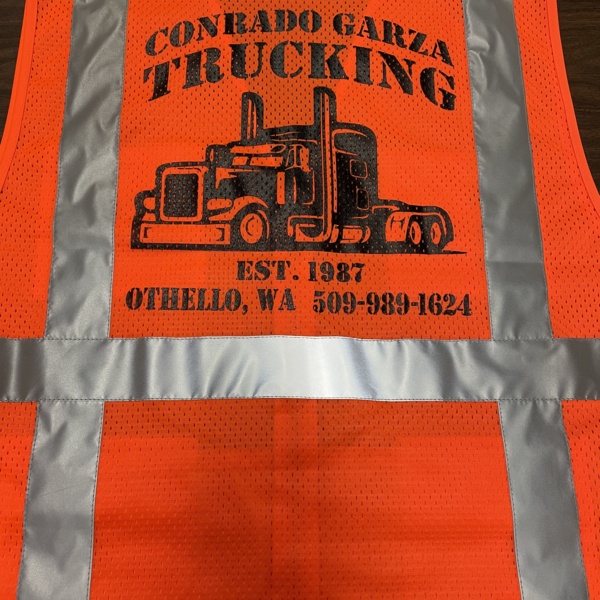 CONRADO GARZA
TRUCKING
EST. 1987
OTHELLO, WA 509-989-1624